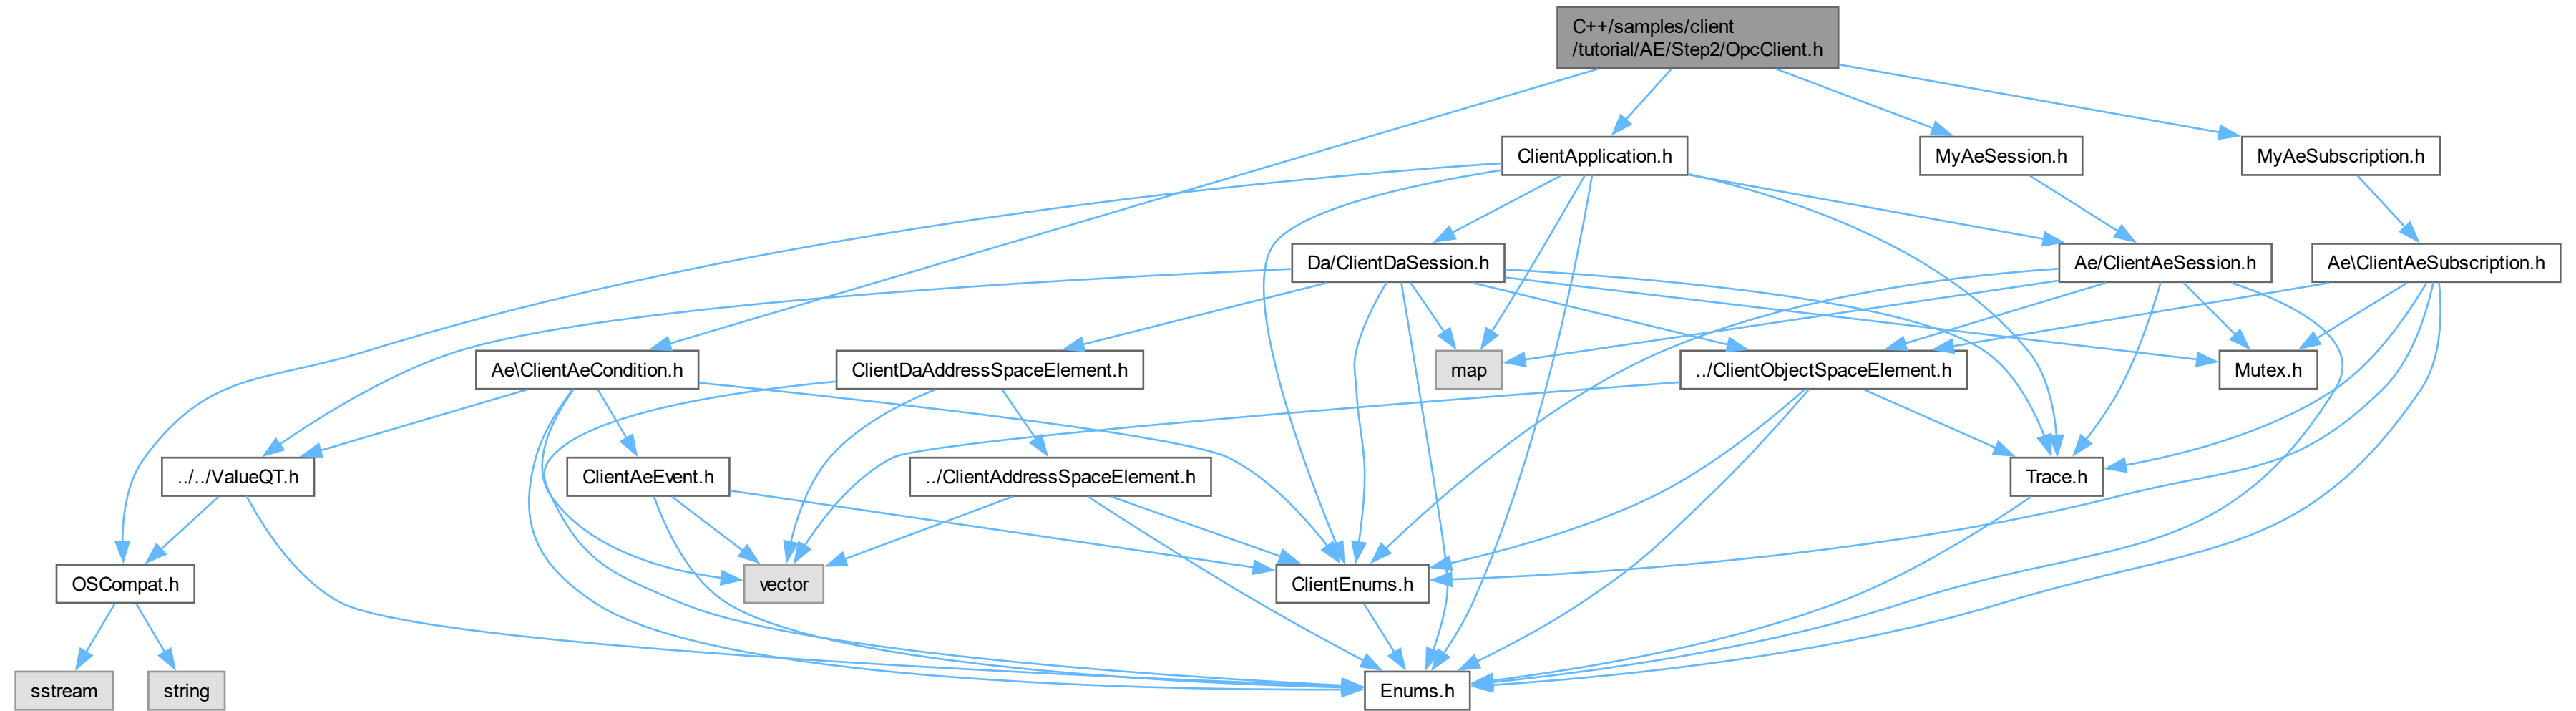 C++/samples/client
/tutorial/AE/Step2/OpcClient.h
ClientApplication.h
MyAeSession.h
MyAeSubscription.h
Da/ClientDaSession.h
Ae/ClientAeSession.h
Ae\ClientAeSubscription.h
Ae\ClientAeCondition.h
ClientDaAddressSpaceElement.h
map
../ClientObjectSpaceElement.h
Mutex.h
../../ValueQT.h
ClientAeEvent.h
../ClientAddressSpaceElement.h
Trace.h
OSCompat.h
vector
ClientEnums.h
sstream
string
Enums.h